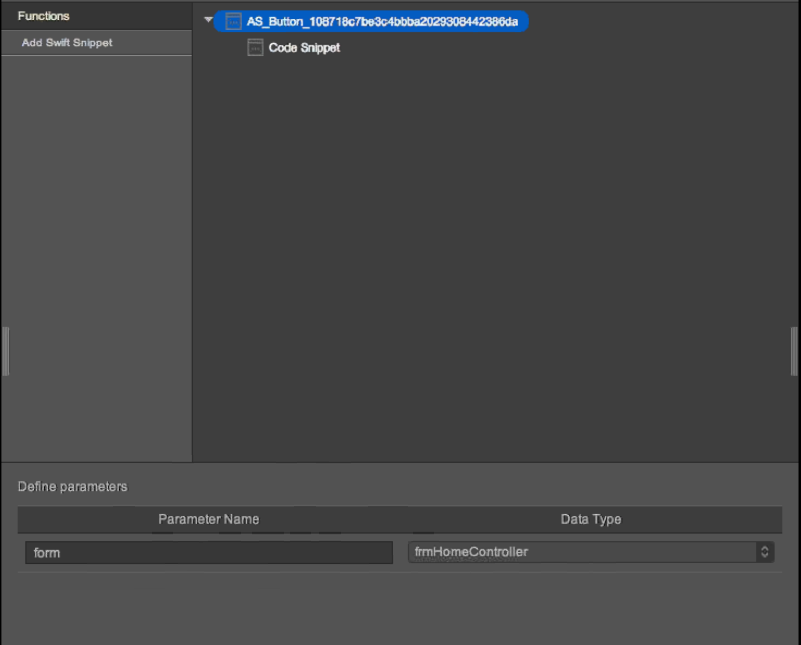 Functions
Add Swift Snippet
AS_Button_108718c7be3c4bbba2029308442386da
Code Snippet
Define parameters
Parameter Name
Data Type
form
frmHomeController